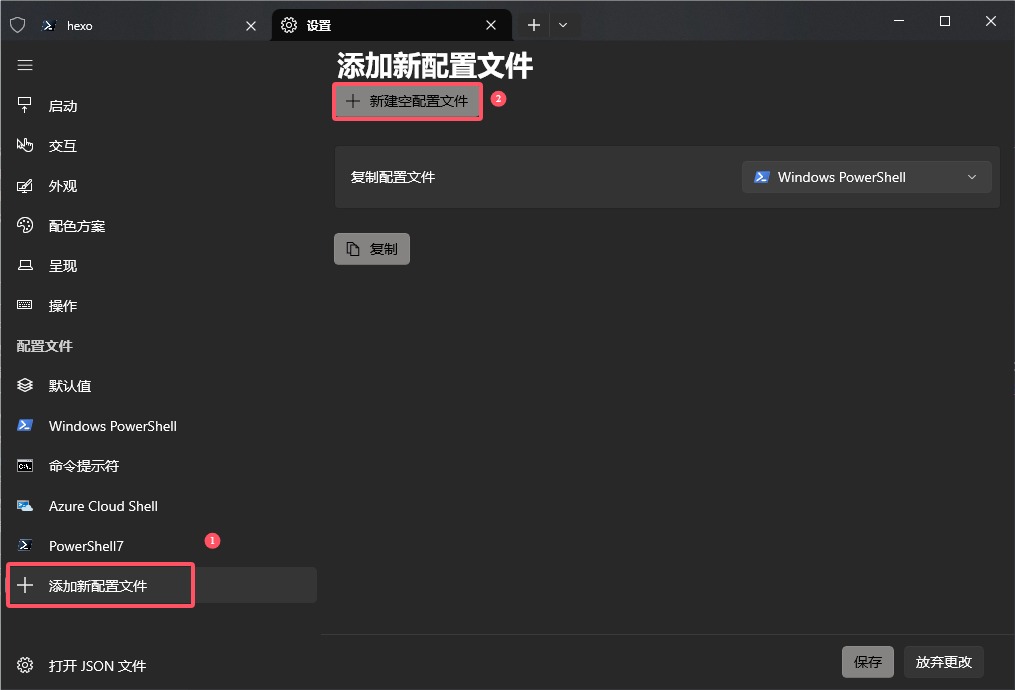 hexo
设置
添加新配置文件
新建空配置文件
2
启动
交互
外观
配色方案
呈现
操作
配置文件
默认值
Windows PowerShell
命令提示符
Azure Cloud Shell
PowerShell7
1
添加新配置文件
打开 JSON 文件
复制配置文件
Windows PowerShell
复制
保存
放弃更改